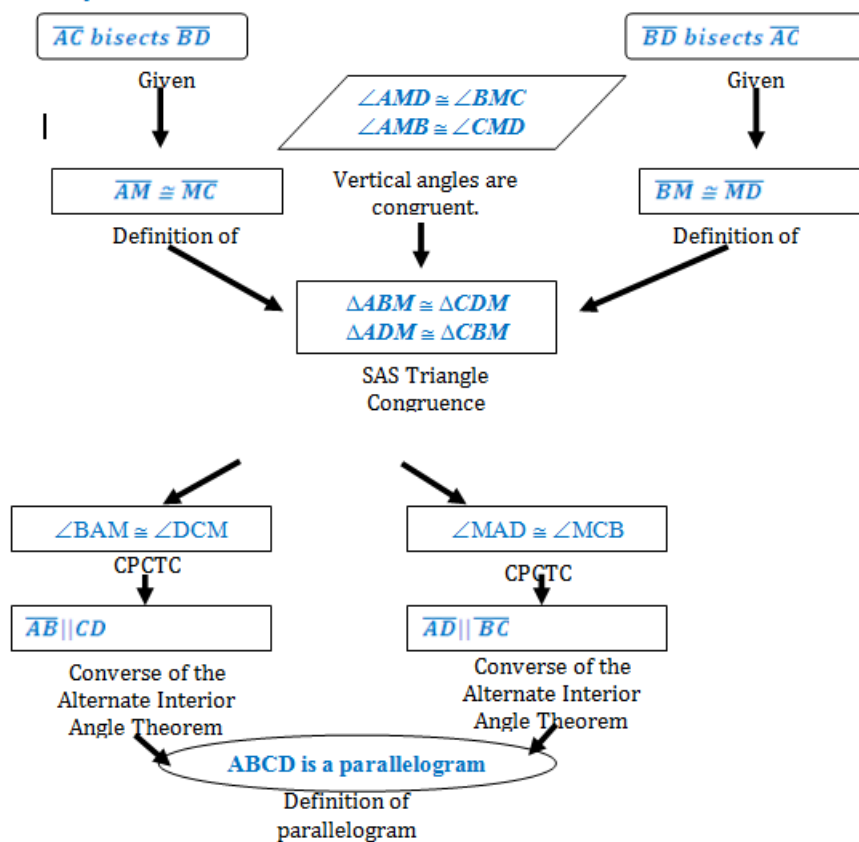 AC bisects BD
BD bisects AC
Given
Given
∠AMD ≅ ∠BMC
∠AMB ≅ ∠CMD
Vertical angles are
congruent.
AM ≅ MC
BM ≅ MD
Definition of
Definition of
ΔABM ≅ ΔCDM
ΔADM ≅ ΔCBM
SAS Triangle
Congruence
∠BAM ≅ ∠DCM
∠MAD ≅ ∠MCB
CPCTC
CPCTC
AB||CD
AD||BC
Converse of the
Alternate Interior
Angle Theorem
Converse of the
Alternate Interior
Angle Theorem
ABCD is a parallelogram
Definition of
parallelogram